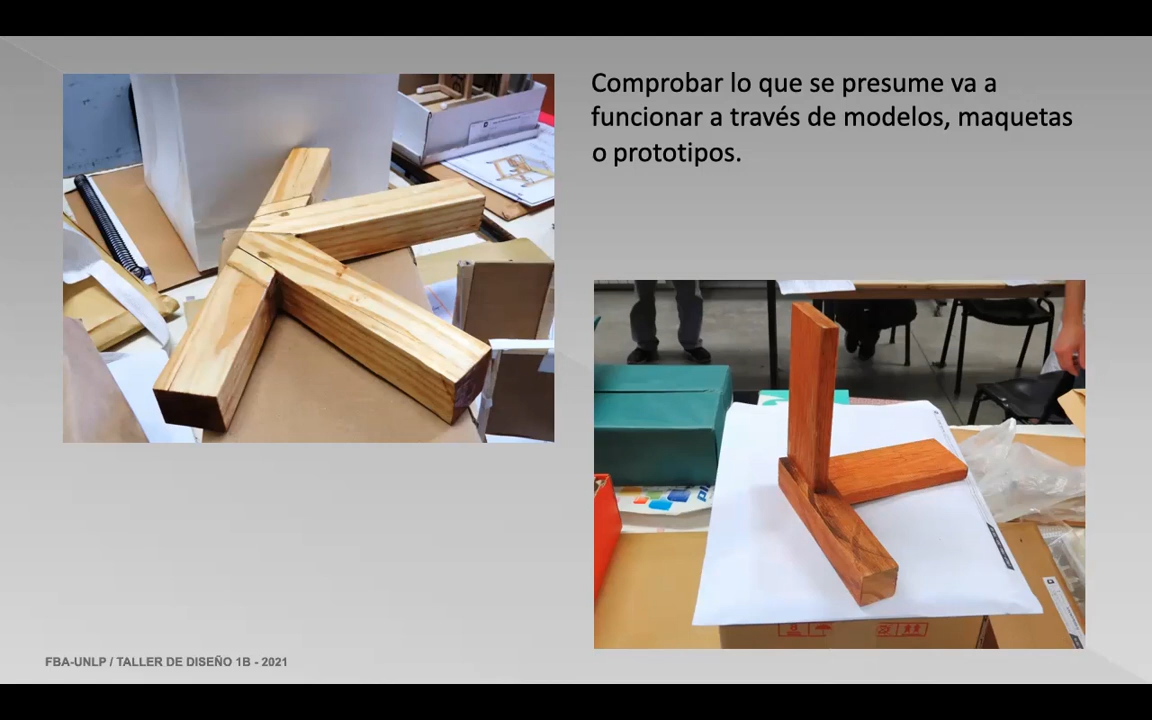 Comprobar lo que se presume va a
funcionar a través de modelos, maquetas
o prototipos.
FBA-UNLP / TALLER DE DISEÑO 1B - 2021